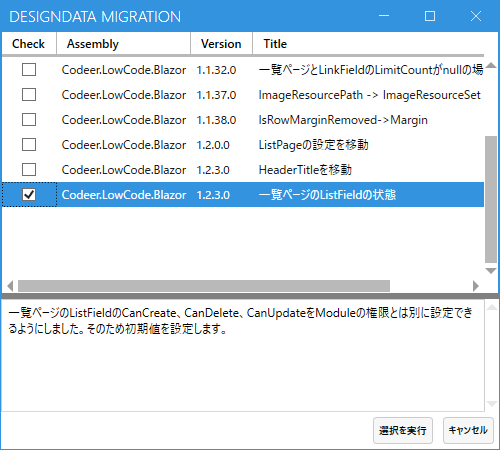 DESIGNDATA MIGRATION
Check Assembly Version Title
Codeer.LowCode.Blazor 1.1.32.0 一覧ページとLinkFieldのLimitCountがnullの場
Codeer.LowCode.Blazor 1.1.37.0 ImageResourcePath -> ImageResourceSet
Codeer.LowCode.Blazor 1.1.38.0 IsRowMarginRemoved->Margin
Codeer.LowCode.Blazor 1.2.0.0 ListPageの設定を移動
Codeer.LowCode.Blazor 1.2.3.0 HeaderTitleを移動
Codeer.LowCode.Blazor 1.2.3.0 一覧ページのListFieldの状態
一覧ページのListFieldのCanCreate、CanDelete、CanUpdateをModuleの権限とは別に設定でき
るようにしました。そのため初期値を設定します。
選択を実行 キャンセル